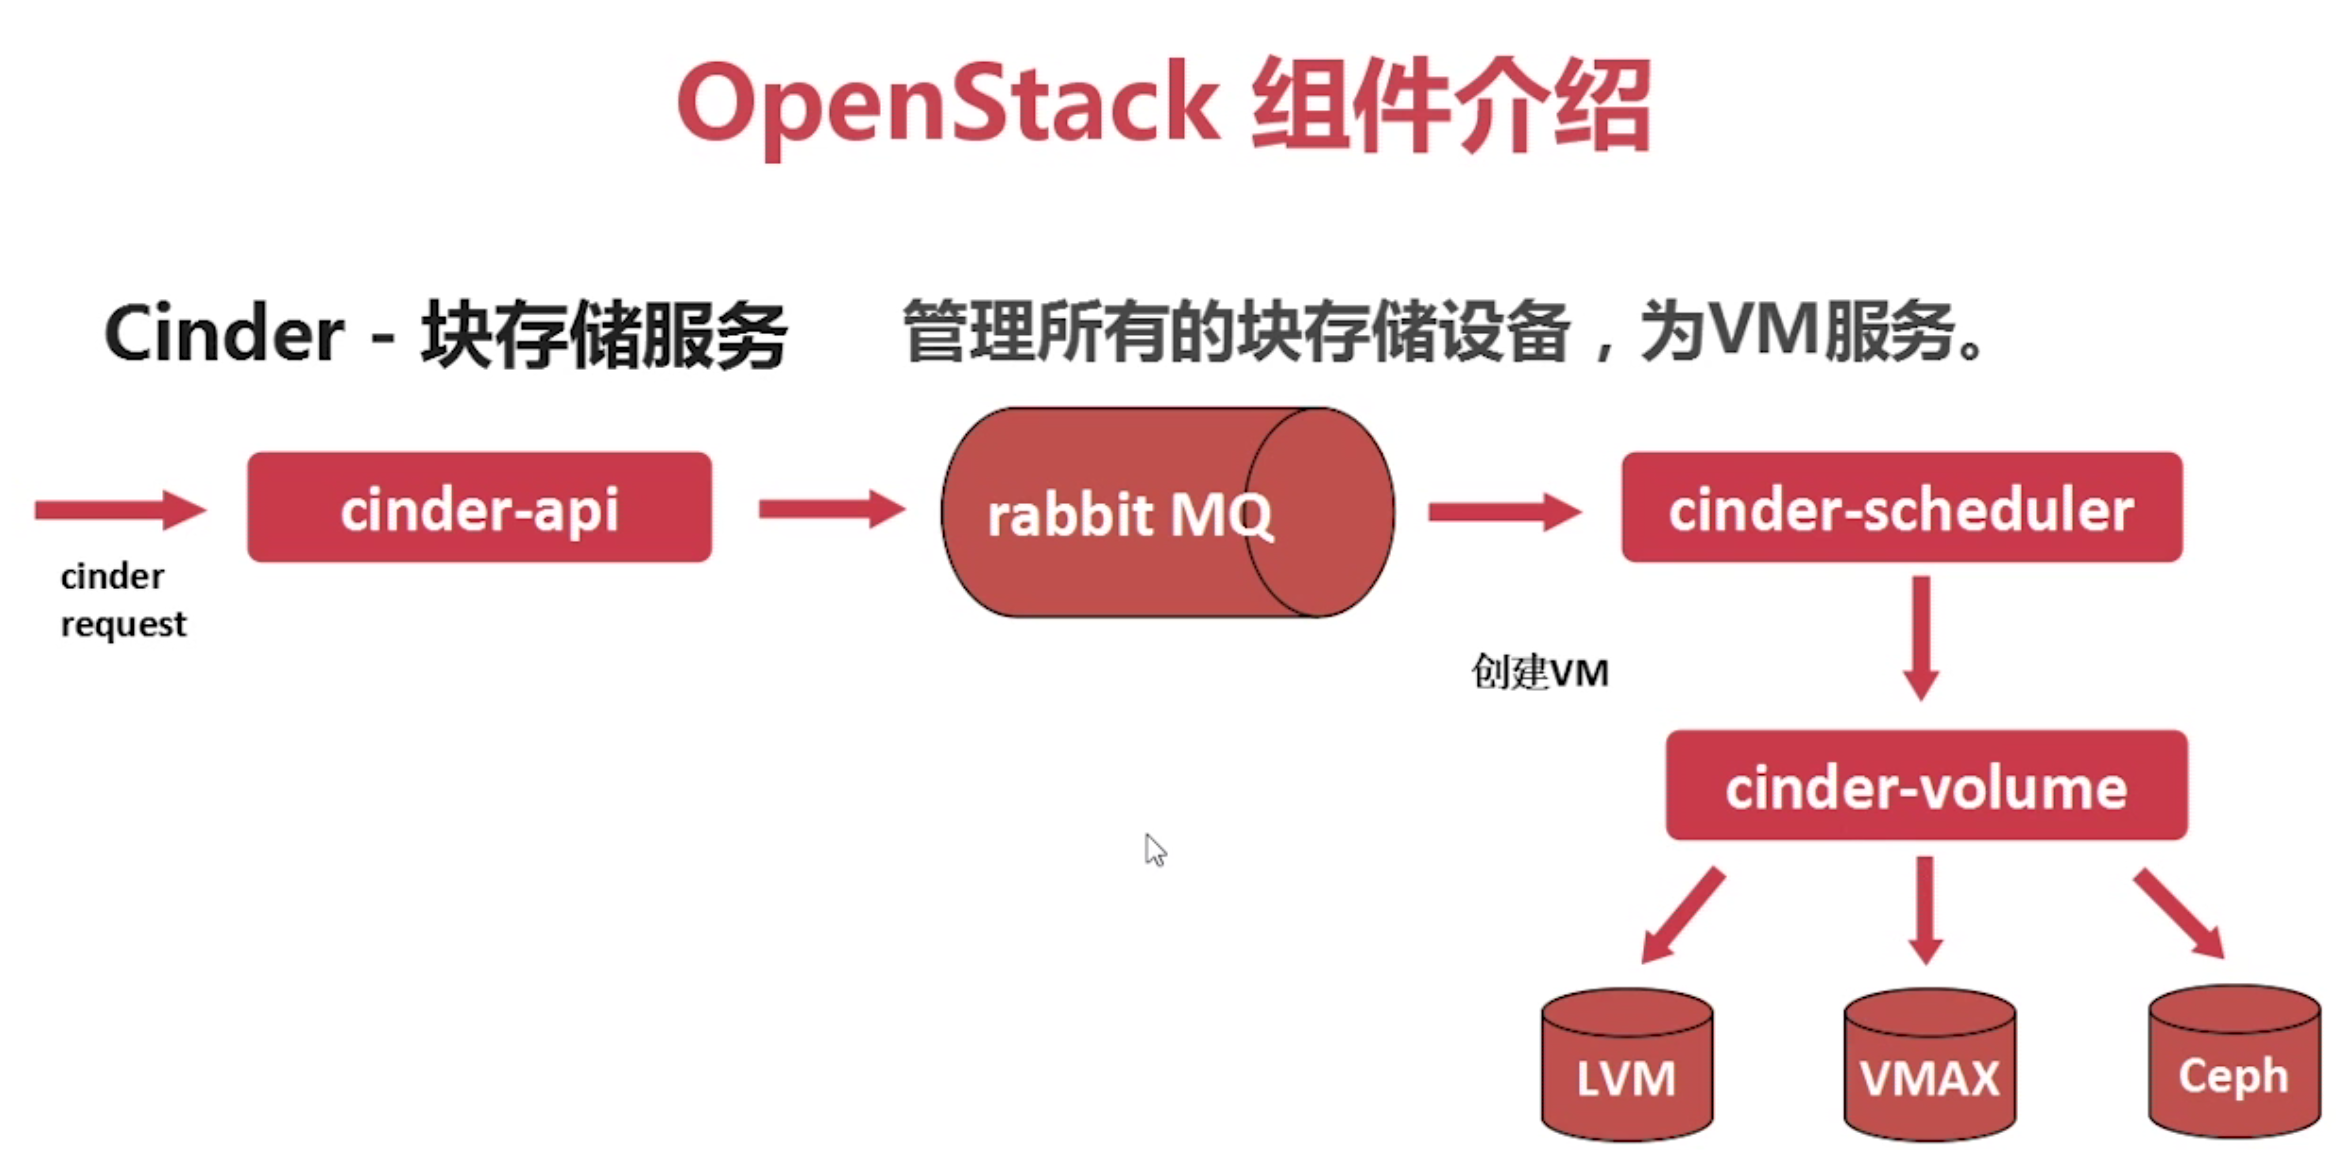 OpenStack 组件介绍
Cinder - 块存储服务 管理所有的块存储设备，为VM服务。
cinder-api
rabbit MQ
cinder-scheduler
cinder
request
创建VM
cinder-volume
LVM
VMAX
Ceph